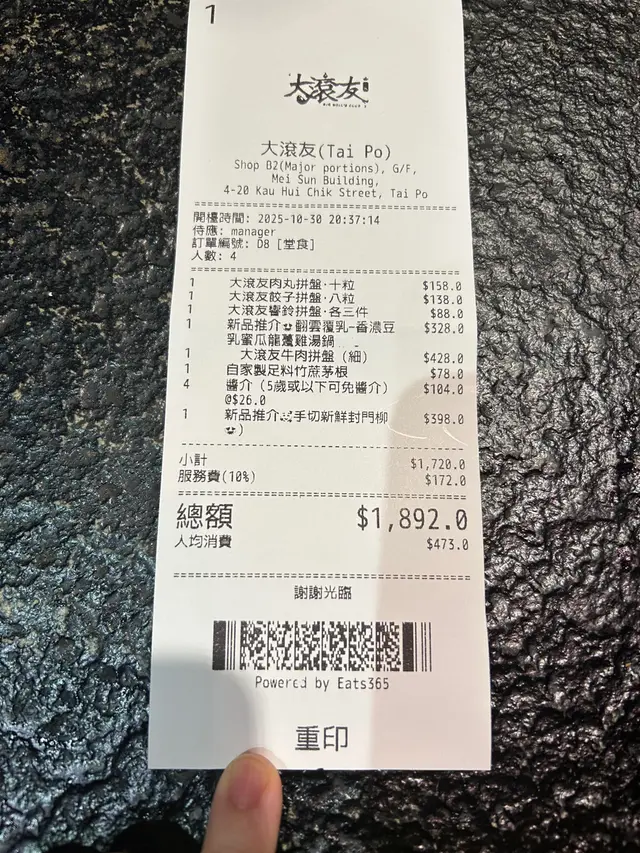 1
大滾友
大滾友(Tai Po)
Shop B2(Major portions), G/F,
Mei Sun Building,
4-20 Kau Hui Chik Street, Tai Po
開檯時間: 2025-10-30 20:37:14
侍應: manager
訂單編號: D8 [堂食]
人數: 4
1 大滾友肉丸拼盤·十粒 $158.0
1 大滾友餃子拼盤·八粒 $138.0
1 大滾友響鈴拼盤·各三件 $88.0
1 新品推介 翻雲覆乳-香濃豆 $328.0
乳蜜瓜龍躉雞湯鍋
1 大滾友牛肉拼盤 (細) $428.0
1 自家製足料竹蔗茅根 $78.0
4 醬介 (5歲或以下可免醬介) $104.0
@$26.0
1 新品推介 手切新鮮封門柳 $398.0
)
小計 $1,720.0
服務費(10%) $172.0
總額 $1,892.0
人均消費 $473.0
謝謝光臨
Powered by Eats365
重印